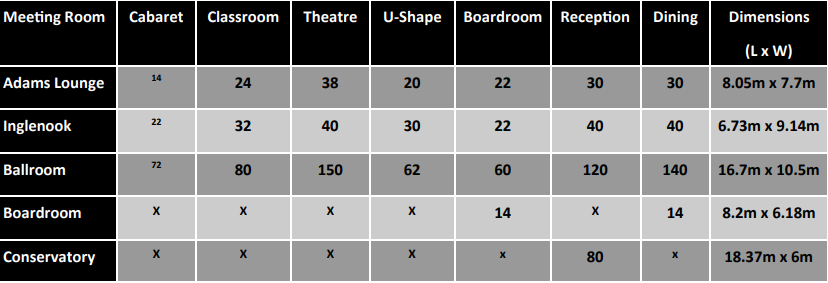 Meeting Room Cabaret Classroom Theatre U-Shape Boardroom Reception Dining Dimensions
(L x W)
Adams Lounge 14 24 38 20 22 30 30 8.05m x 7.7m
Inglenook 22 32 40 30 22 40 40 6.73m x 9.14m
Ballroom 72 80 150 62 60 120 140 16.7m x 10.5m
Boardroom X X X X 14 X 14 8.2m x 6.18m
Conservatory X X X X x 80 x 18.37m x 6m